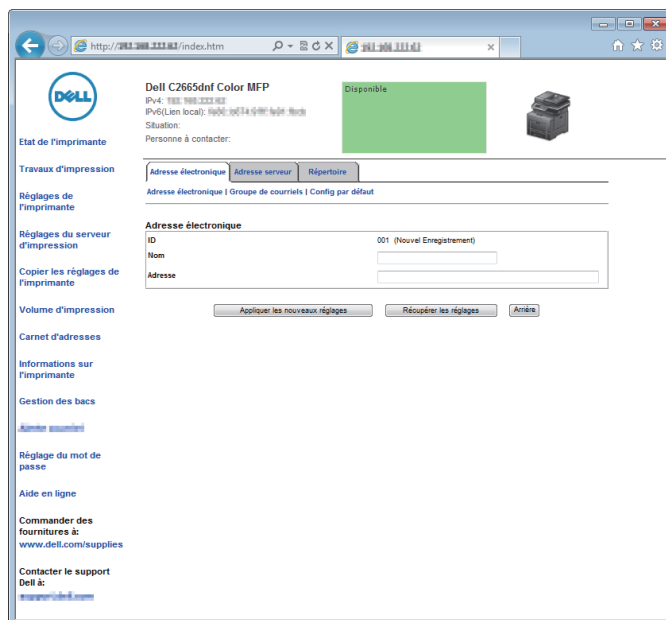 http://
/index.htm
DELL
Dell C2665dnf Color MFP
IPv4:
IPv6(Lien local):
Situation:
Personne à contacter:
Disponible
Etat de l'imprimante
Travaux d'impression
Réglages de
l'imprimante
Réglages du serveur
d'impression
Copier les réglages de
l'imprimante
Volume d'impression
Carnet d'adresses
Informations sur
l'imprimante
Gestion des bacs
Réglage du mot de
passe
Aide en ligne
Commander des
fournitures à:
www.dell.com/supplies
Contacter le support
Dell à:
Adresse électronique Adresse serveur Répertoire
Adresse électronique | Groupe de courriels | Config par défaut
Adresse électronique
ID 001 (Nouvel Enregistrement)
Nom
Adresse
Appliquer les nouveaux réglages Récupérer les réglages Arrière